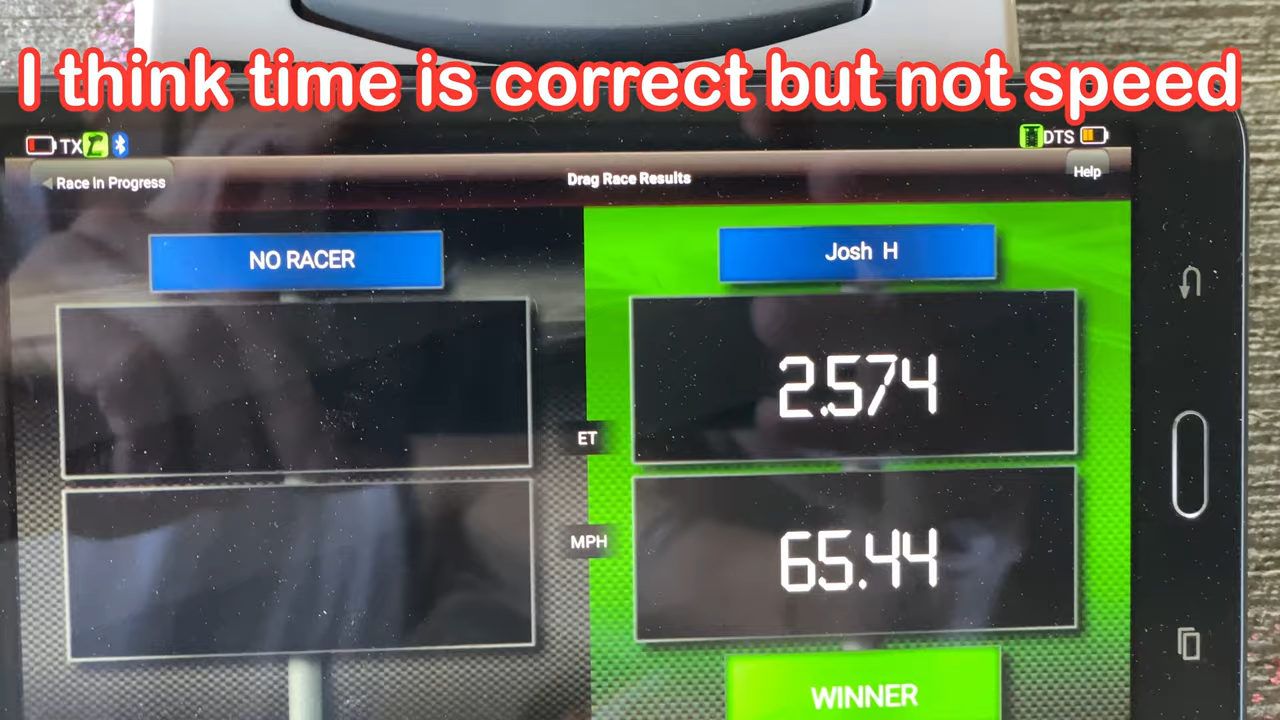 I think time is correct but not speed
TX
DTS
Race In Progress
Drag Race Results
Help
NO RACER
Josh H
2.574
ET
MPH
65.44
WINNER